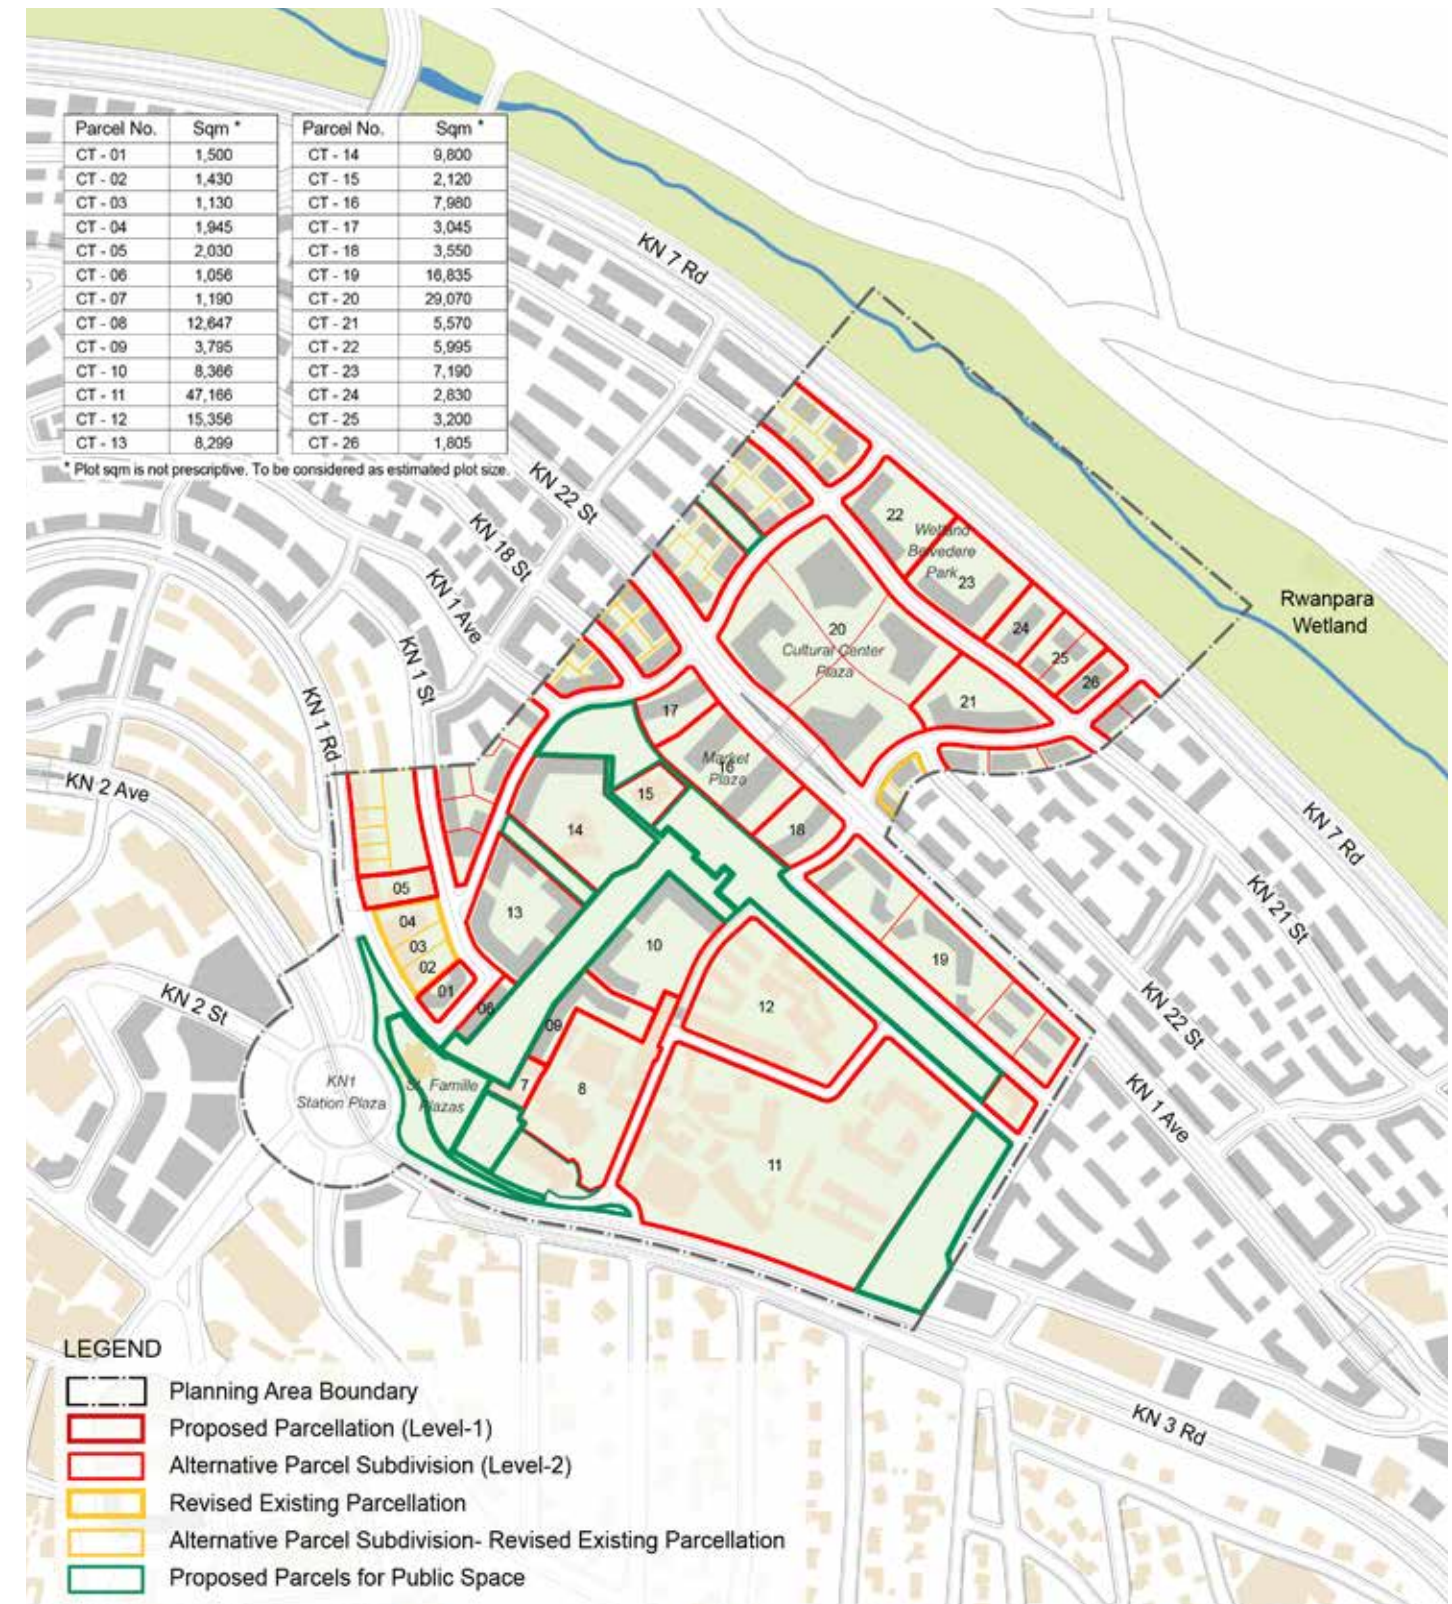 Parcel No. Sqm * Parcel No. Sqm *
CT - 01 1,500 CT - 14 9,800
CT - 02 1,430 CT - 15 2,120
CT - 03 1,130 CT - 16 7,980
CT - 04 1,945 CT - 17 3,045
CT - 05 2,030 CT - 18 3,550
CT - 06 1,056 CT - 19 16,835
CT - 07 1,190 CT - 20 29,070
CT - 08 12,647 CT - 21 5,570
CT - 09 3,795 CT - 22 5,995
CT - 10 8,366 CT - 23 7,190
CT - 11 47,166 CT - 24 2,830
CT - 12 15,356 CT - 25 3,200
CT - 13 8,299 CT - 26 1,805
* Plot sqm is not prescriptive. To be considered as estimated plot size.
KN 7 Rd
KN 22 St
KN 18 St
KN 1 Ave
KN 1 St
KN 1 Rd
KN 2 Ave
KN 2 St
22
Wetland
Belvedere
Park
23
24
25
26
Rwanpara
Wetland
20
Cultural Center
Plaza
21
17
Market
16
Plaza
15
18
14
05
04
03
02
01
13
10
19
12
06
09
7
8
11
KN1
Station Plaza
St. Famille
Plazas
KN 7 Rd
KN 21 St
KN 22 St
KN 1 Ave
KN 3 Rd
LEGEND
Planning Area Boundary
Proposed Parcellation (Level-1)
Alternative Parcel Subdivision (Level-2)
Revised Existing Parcellation
Alternative Parcel Subdivision- Revised Existing Parcellation
Proposed Parcels for Public Space